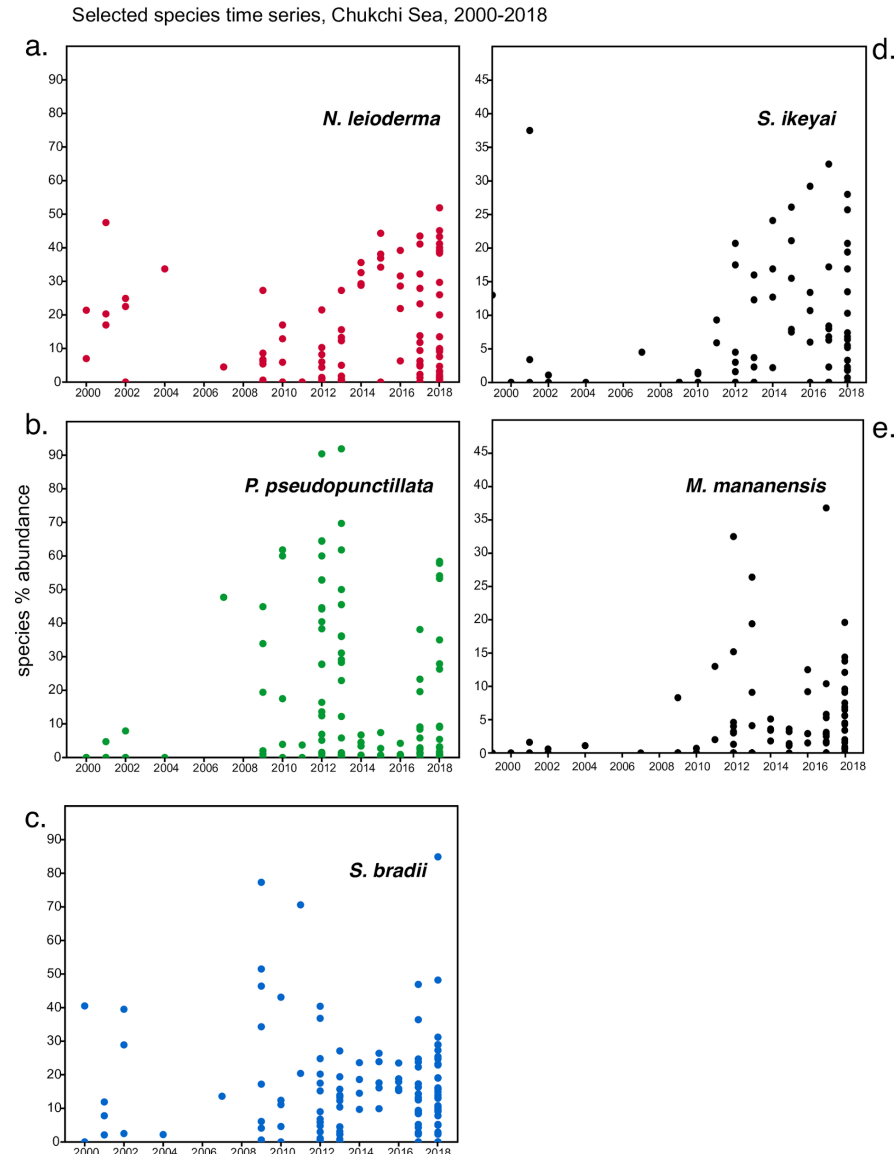 Selected species time series, Chukchi Sea, 2000-2018
a.
90
80
70
60
50
40
30
20
10
0
N. leioderma
2000 2002 2004 2006 2008 2010 2012 2014 2016 2018
d.
45
40
35
30
25
20
15
10
5
0
S. ikeyai
2000 2002 2004 2006 2008 2010 2012 2014 2016 2018
b.
90
80
70
60
50
40
30
20
10
0
P. pseudopunctillata
species % abundance
2000 2002 2004 2006 2008 2010 2012 2014 2016 2018
e.
45
40
35
30
25
20
15
10
5
0
M. mananensis
2000 2002 2004 2006 2008 2010 2012 2014 2016 2018
c.
90
80
70
60
50
40
30
20
10
0
S. bradii
2000 2002 2004 2006 2008 2010 2012 2014 2016 2018